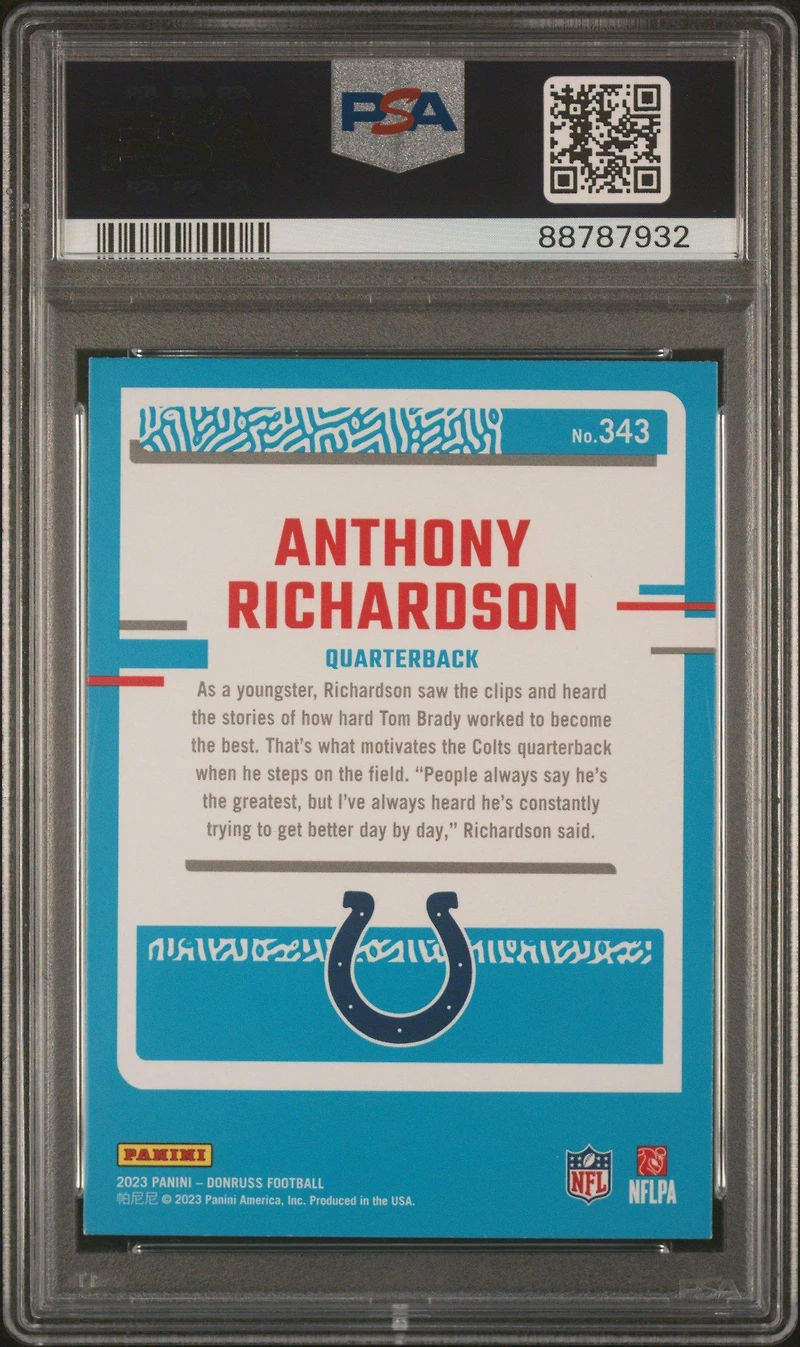 PSA
88787932
No.343
ANTHONY
RICHARDSON
QUARTERBACK
As a youngster, Richardson saw the clips and heard
the stories of how hard Tom Brady worked to become
the best. That's what motivates the Colts quarterback
when he steps on the field. “People always say he's
the greatest, but I've always heard he's constantly
trying to get better day by day,” Richardson said.
PANINI
2023 PANINI – DONRUSS FOOTBALL
帕尼尼 © 2023 Panini America, Inc. Produced in the USA.
NFL
NFLPA
PSA